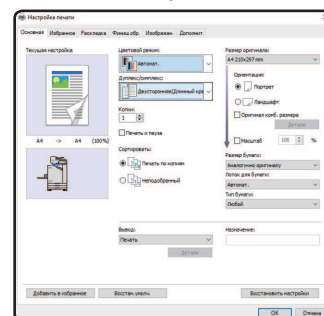 Настройка печати
Основная Избранное Раскладка Финиш.обр. Изображен Дополнит
Текущая настройка
A4 -> A4 (100%)
Цветовой режим:
Автомат.
Дуплекс/симплекс:
Двусторонняя(Длинный кра
Копии:
1
Печать и пауза
Сортировать:
Печать по копиям
Неподобранный
Вывод:
Печать
Детали
Размер оригинала:
A4 210x297 mm
Ориентация:
Портрет
Ландшафт
Оригинал комб. размера
Детали
Масштаб 100 %
Размер бумаги:
Аналогично оригиналу
Лоток для бумаги:
Автомат.
Тип бумаги:
Любой
Назначение:
Добавить в избранное Восстан.умолч. Восстановить настройки
OK Отмена